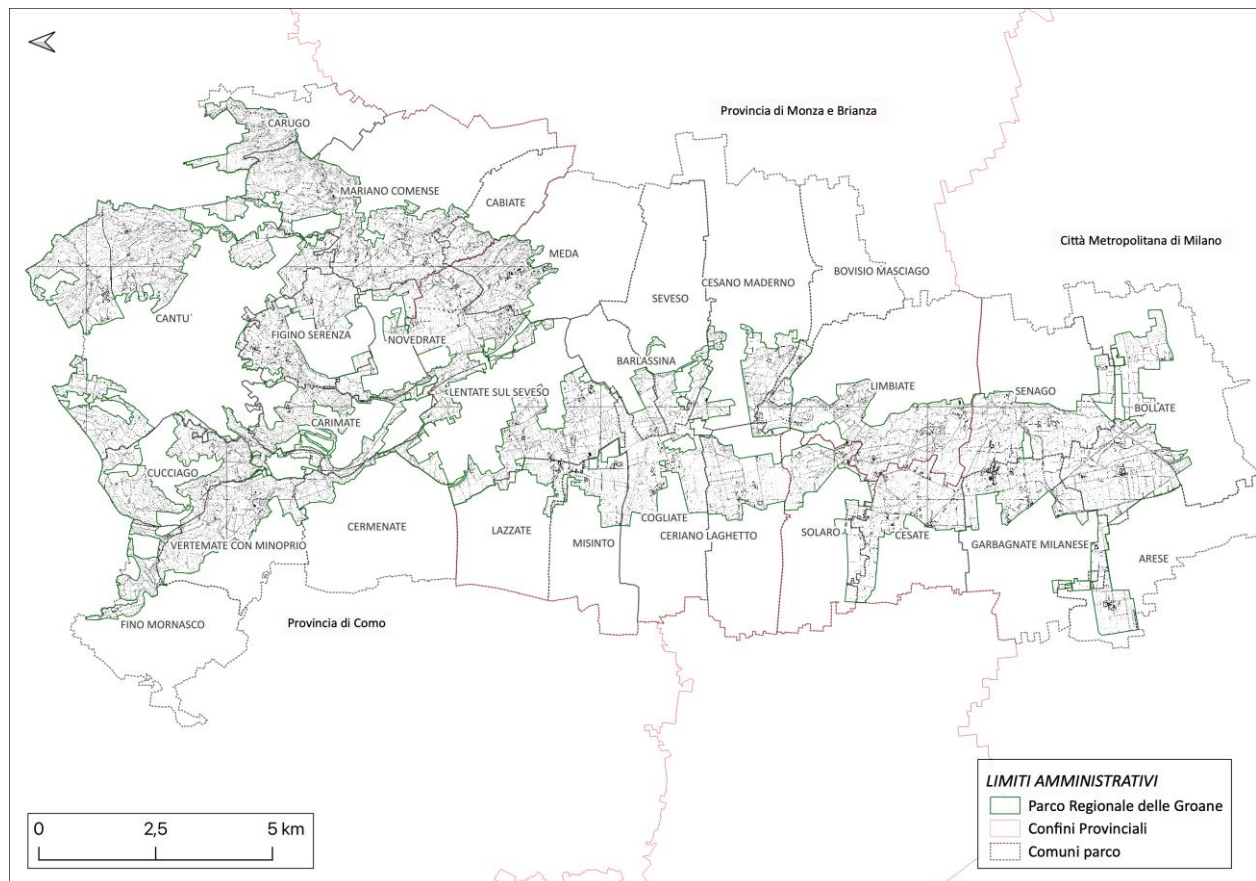 CARUGO
Provincia di Monza e Brianza
MARIANO COMENSE
CABIATE
Città Metropolitana di Milano
MEDA
BOVISIO MASCIAGO
CESANO MADERNO
SEVESO
CANTU`
FIGINO SERENZA
NOVEDRATE
BARLASSINA
LIMBIATE
LENTATE SUL SEVESO
SENAGO
BOLLATE
CARIMATE
CUCCIAGO
COGLIATE
LAZZATE
CERMENATE
SOLARO
CESATE
CERIANO LAGHETTO
MISINTO
GARBAGNATE MILANESE
VERTEMATE CON MINOPRIO
ARESE
FINO MORNASCO
Provincia di Como
LIMITI AMMINISTRATIVI
Parco Regionale delle Groane
Confini Provinciali
Comuni parco
0 2,5 5 km